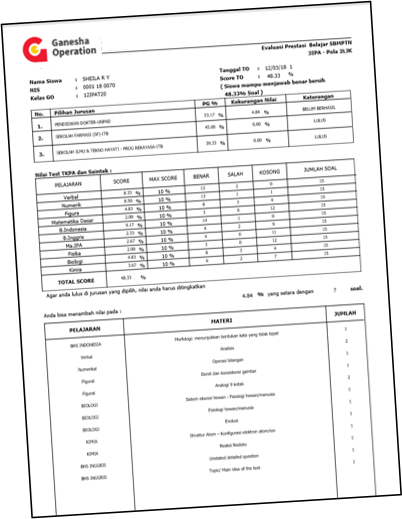 Ganesha
Operation
Evaluasi Prestasi Belajar SBMPTN
3IPA - Pola 3LJK
Nama Siswa : SHEILA R Y
NIS : 0001 18 0070
Kelas GO : 12IPAT20
Tanggal TO : 12/03/18 1
Score TO : 48.33 %
( Siswa mampu menjawab benar bersih
48.33% Soal )
No. Pilihan Jurusan PG % Kekurangan Nilai Keterangan
1. PENDIDIKAN DOKTER-UNPAD 53.17 % 4.84 % BELUM BERHASIL
2. SEKOLAH FARMASI (SF)-ITB 45.00 % 0.00 % LULUS
3. SEKOLAH ILMU & TEKNO HAYATI - PROG REKAYASA ITB 39.33 % 0.00 % LULUS
Nilai Test TKPA dan Saintek :
PELAJARAN SCORE MAX SCORE BENAR SALAH KOSONG JUMLAH SOAL
Verbal 8.33 % 10 % 13 2 0 15
Numerik 8.50 % 10 % 13 1 1 15
Figural 4.83 % 10 % 8 3 4 15
Matematika Dasar 2.00 % 10 % 3 0 12 15
B.Indonesia 9.17 % 10 % 14 1 0 15
B.Inggris 2.33 % 10 % 4 2 9 15
Ma.IPA 2.67 % 10 % 4 0 11 15
Fisika 2.00 % 10 % 3 0 12 15
Biologi 4.83 % 10 % 8 3 4 15
Kimia 3.67 % 10 % 6 2 7 15
TOTAL SCORE 48.33 %
Agar anda lulus di jurusan yang dipilih, nilai anda harus ditingkatkan 4.84 % yang setara dengan 7 soal.
Anda bisa menambah nilai pada :
PELAJARAN MATERI JUMLAH
BHS INDONESIA Morfologi: menunjukkan bentukan kata yang tidak tepat 1
Verbal Analisis 2
Numerikal Operasi bilangan 1
Figural Deret dan konsistensi gambar 1
Figural Analogi 9 kotak 2
BIOLOGI Sistem ekresi hewan - Fisiologi hewan/manusia 1
BIOLOGI Fisiologi hewan/manusia 1
BIOLOGI Evolusi 1
KIMIA Struktur Atom – Konfigurasi elektron atom/ion 1
KIMIA Reaksi Redoks 1
BHS INGGRIS Unstated detailed question 1
BHS INGGRIS Topic/ Main idea of the text 1